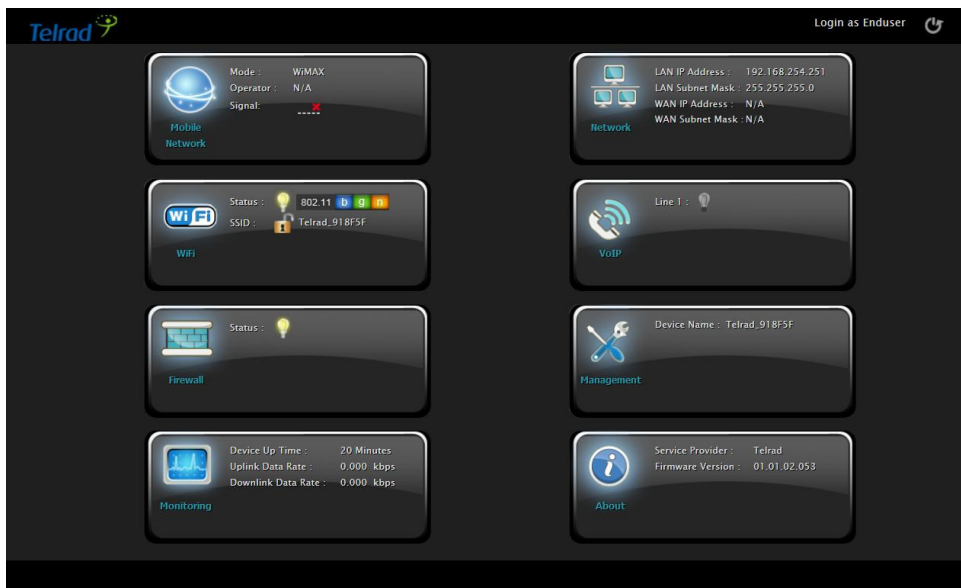 Telrad
Login as Enduser
Mode : WiMAX
Operator : N/A
Signal:
Mobile
Network
LAN IP Address : 192.168.254.251
LAN Subnet Mask : 255.255.255.0
WAN IP Address : N/A
WAN Subnet Mask : N/A
Network
Status : 802.11 b g n
SSID : Telrad_918F5F
Wi Fi
WiFi
Line 1 :
VoIP
Status :
Firewall
Device Name : Telrad_918F5F
Management
Device Up Time : 20 Minutes
Uplink Data Rate : 0.000 kbps
Downlink Data Rate : 0.000 kbps
Monitoring
Service Provider : Telrad
Firmware Version : 01.01.02.053
i
About